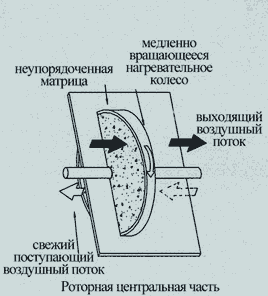 медленно
вращающееся
нагревательное
колесо
неупорядоченная
матрица
выходящий
воздушный
поток
свежий
поступающий
воздушный поток
Роторная центральная часть